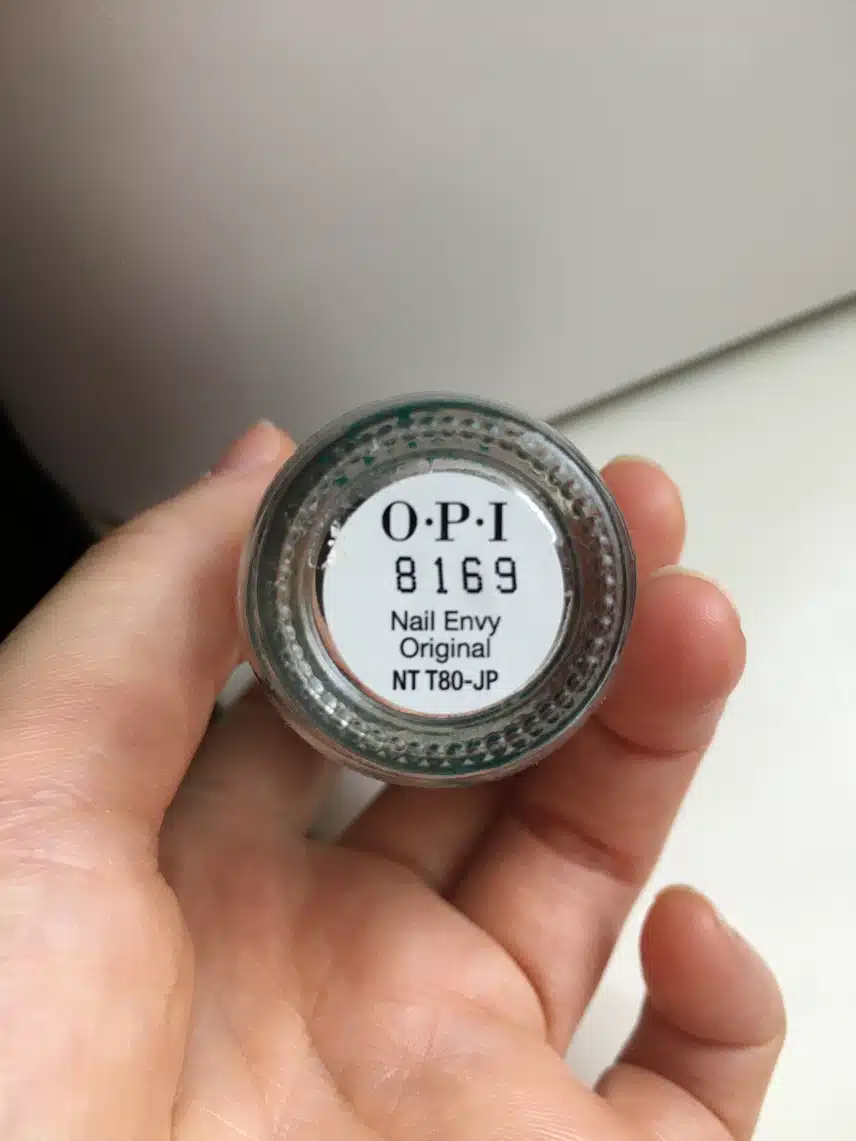 O·P·I
8169
Nail Envy
Original
NT T80-JP